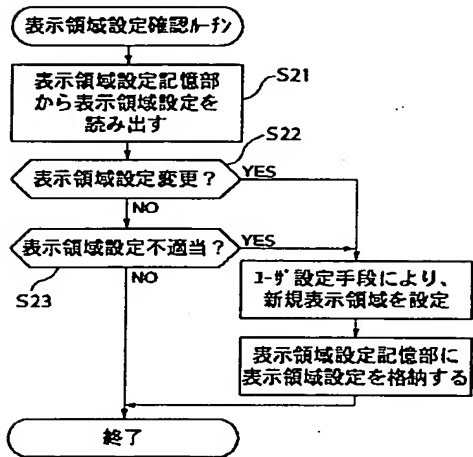 表示領域設定確認ルーチン
表示領域設定記憶部
から表示領域設定を
読み出す
S21
S22
表示領域設定変更？
YES
NO
表示領域設定不適当？
YES
NO
S23
ユーザ設定手段により、
新規表示領域を設定
表示領域設定記憶部に
表示領域設定を格納する
終了